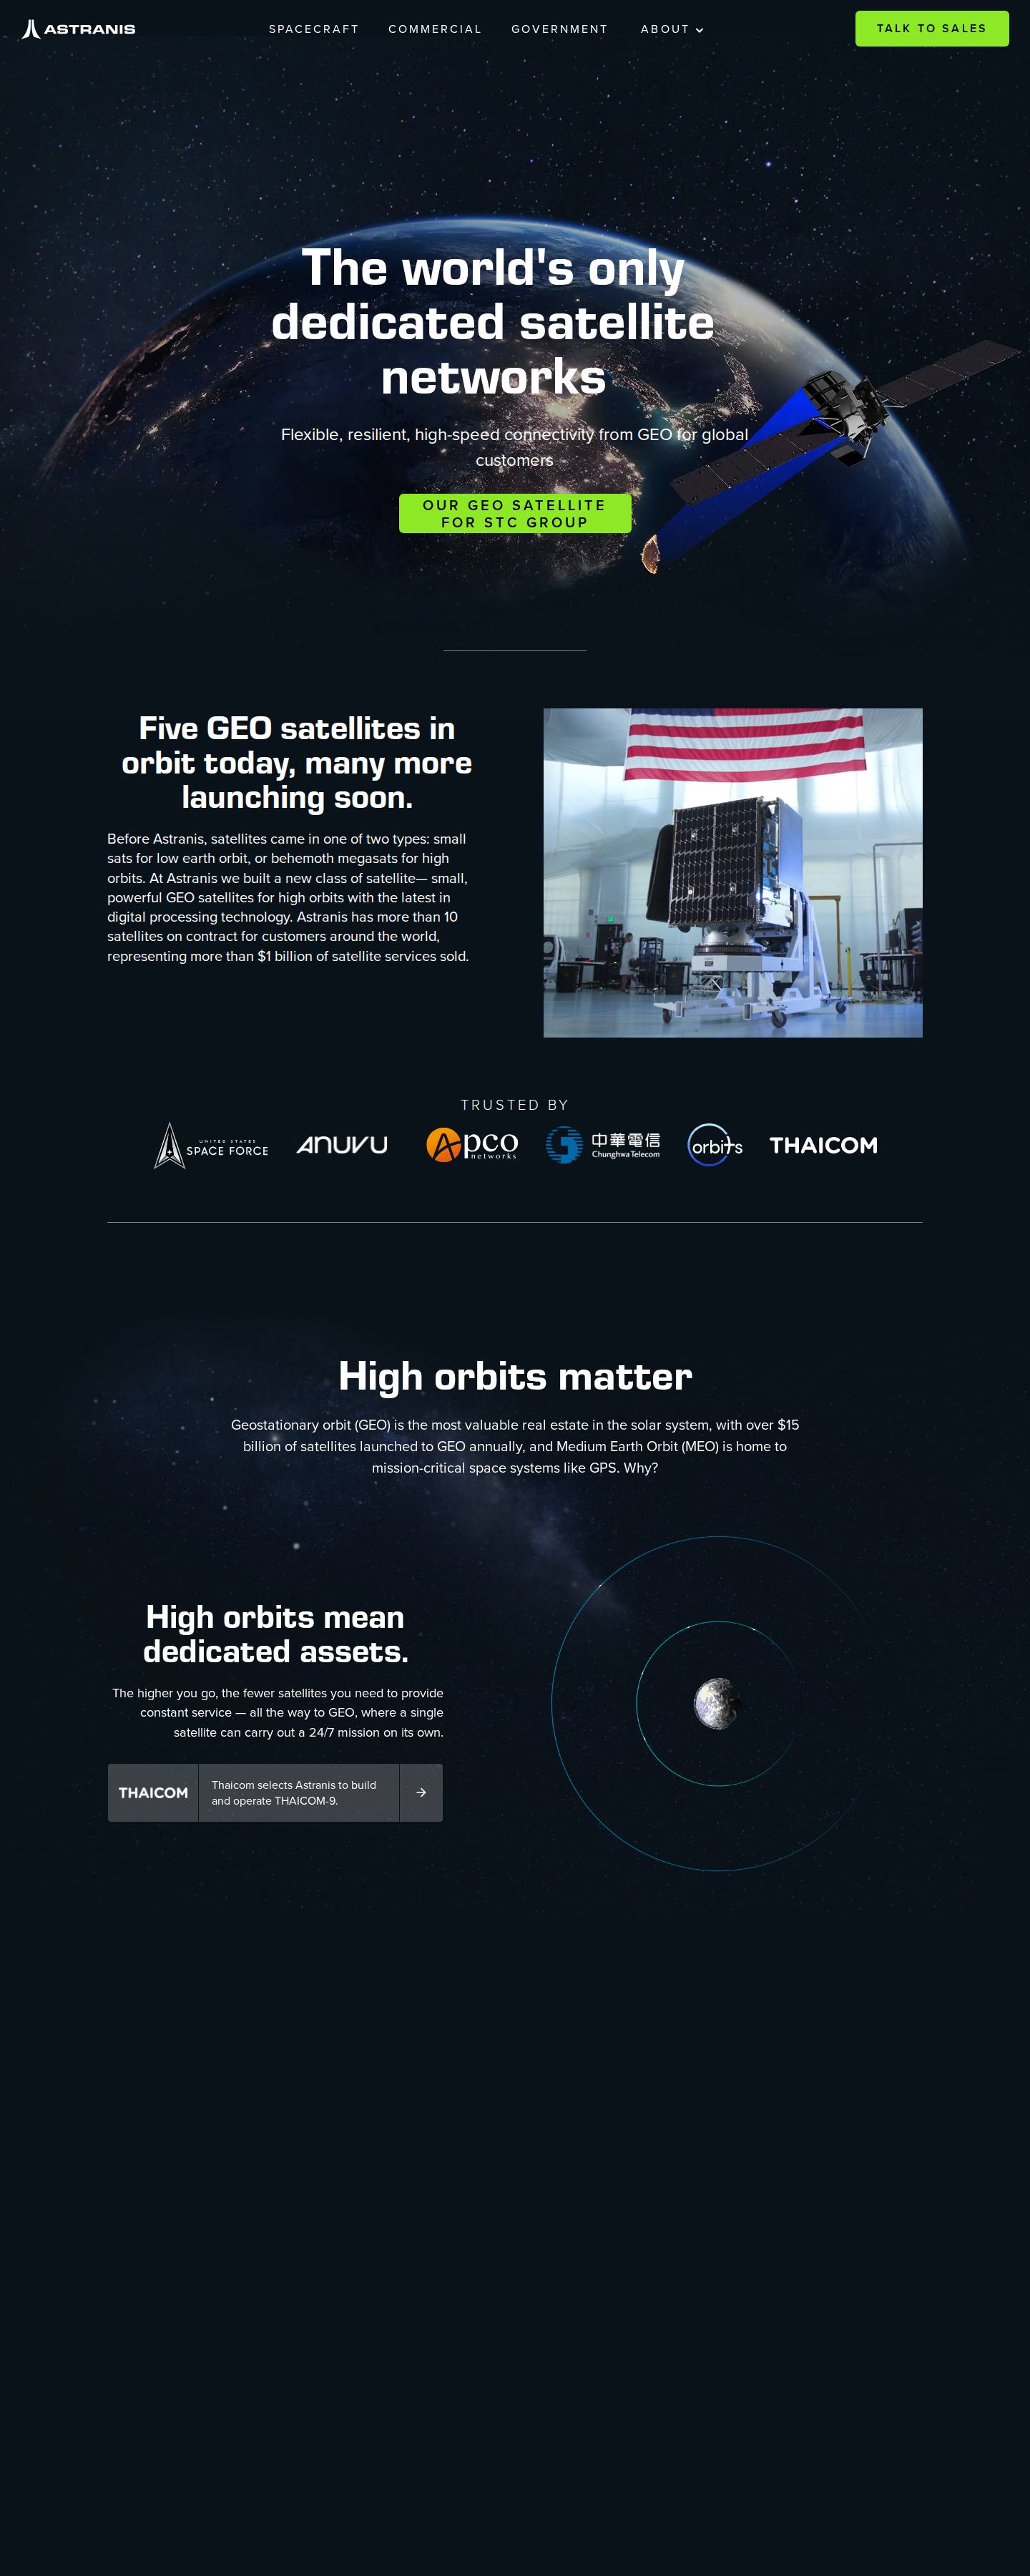 ASTRANIS
SPACECRAFT
COMMERCIAL
GOVERNMENT
ABOUT
TALK TO SALES
The world's only
dedicated satellite
networks
Flexible, resilient, high-speed connectivity from GEO for global
customers
OUR GEO SATELLITE
FOR STC GROUP
Five GEO satellites in
orbit today, many more
launching soon.
Before Astranis, satellites came in one of two types: small
sats for low earth orbit, or behemoth megasats for high
orbits. At Astranis we built a new class of satellite— small,
powerful GEO satellites for high orbits with the latest in
digital processing technology. Astranis has more than 10
satellites on contract for customers around the world,
representing more than $1 billion of satellite services sold.
TRUSTED BY
UNITED STATES
SPACE FORCE
ANUVU
Apco
networks
中華電信
Chunghwa Telecom
orbits
THAICOM
High orbits matter
Geostationary orbit (GEO) is the most valuable real estate in the solar system, with over $15
billion of satellites launched to GEO annually, and Medium Earth Orbit (MEO) is home to
mission-critical space systems like GPS. Why?
High orbits mean
dedicated assets.
The higher you go, the fewer satellites you need to provide
constant service — all the way to GEO, where a single
satellite can carry out a 24/7 mission on its own.
THAICOM
Thaicom selects Astranis to build
and operate THAICOM-9.